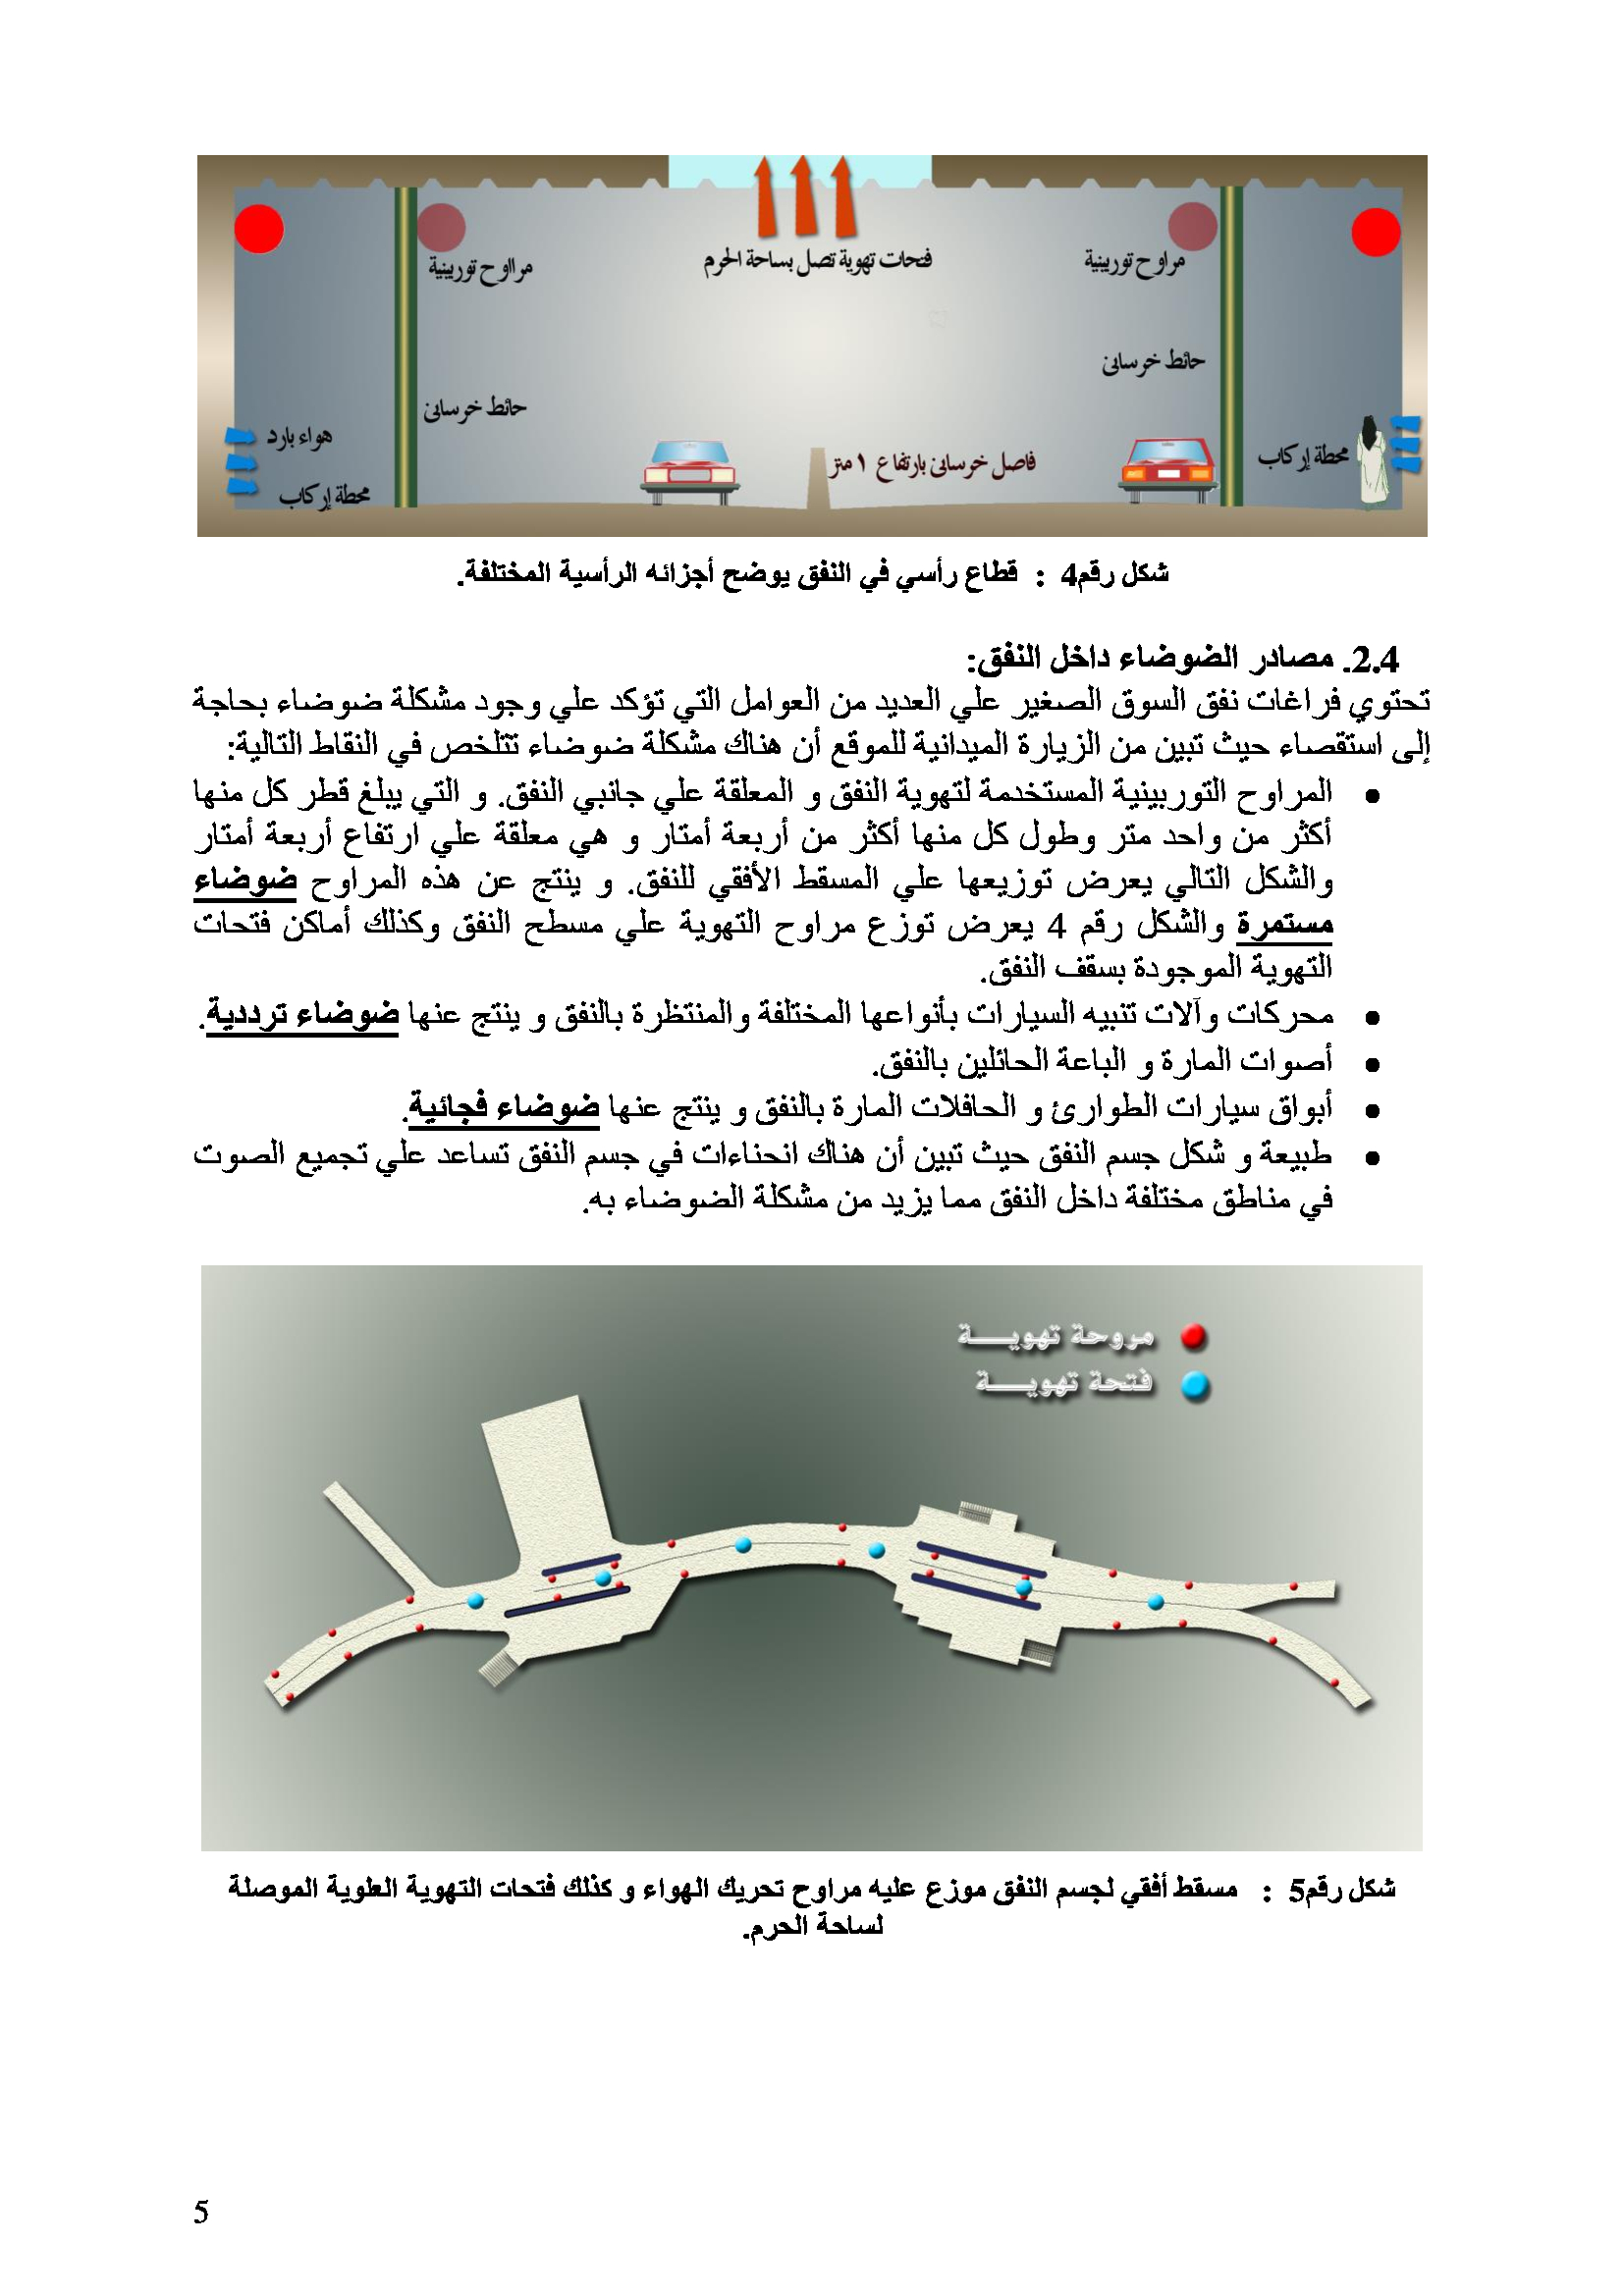 فتحات تهوية تصل بساحة الحرم
مراوح توربينية
مرااوح توربينية
حائط خرسانى
حائط خرسانى
هواء بارد
محطة إركاب
فاصل خرسانى بارتفاع ١ متر
محطة إركاب
شكل رقم4 : قطاع رأسي في النفق يوضح أجزائه الرأسية المختلفة.
2.4. مصادر الضوضاء داخل النفق:
تحتوي فراغات نفق السوق الصغير علي العديد من العوامل التي تؤكد علي وجود مشكلة ضوضاء بحاجة
إلى استقصاء حيث تبين من الزيارة الميدانية للموقع أن هناك مشكلة ضوضاء تتلخص في النقاط التالية:
• المراوح التوربينية المستخدمة لتهوية النفق و المعلقة علي جانبي النفق. و التي يبلغ قطر كل منها
أكثر من واحد متر وطول كل منها أكثر من أربعة أمتار و هي معلقة علي ارتفاع أربعة أمتار
والشكل التالي يعرض توزيعها علي المسقط الأفقي للنفق. و ينتج عن هذه المراوح ضوضاء
مستمرة والشكل رقم 4 يعرض توزع مراوح التهوية علي مسطح النفق وكذلك أماكن فتحات
التهوية الموجودة بسقف النفق.
• محركات وآلات تنبيه السيارات بأنواعها المختلفة والمنتظرة بالنفق و ينتج عنها ضوضاء ترددية.
• أصوات المارة و الباعة الحائلين بالنفق.
• أبواق سيارات الطوارئ و الحافلات المارة بالنفق و ينتج عنها ضوضاء فجائية.
• طبيعة و شكل جسم النفق حيث تبين أن هناك انحناءات في جسم النفق تساعد علي تجميع الصوت
في مناطق مختلفة داخل النفق مما يزيد من مشكلة الضوضاء به.
مروحة تهويـــــة
فتحة تهويـــــة
شكل رقم5 : مسقط أفقي لجسم النفق موزع عليه مراوح تحريك الهواء و كذلك فتحات التهوية العلوية الموصلة
لساحة الحرم.
5